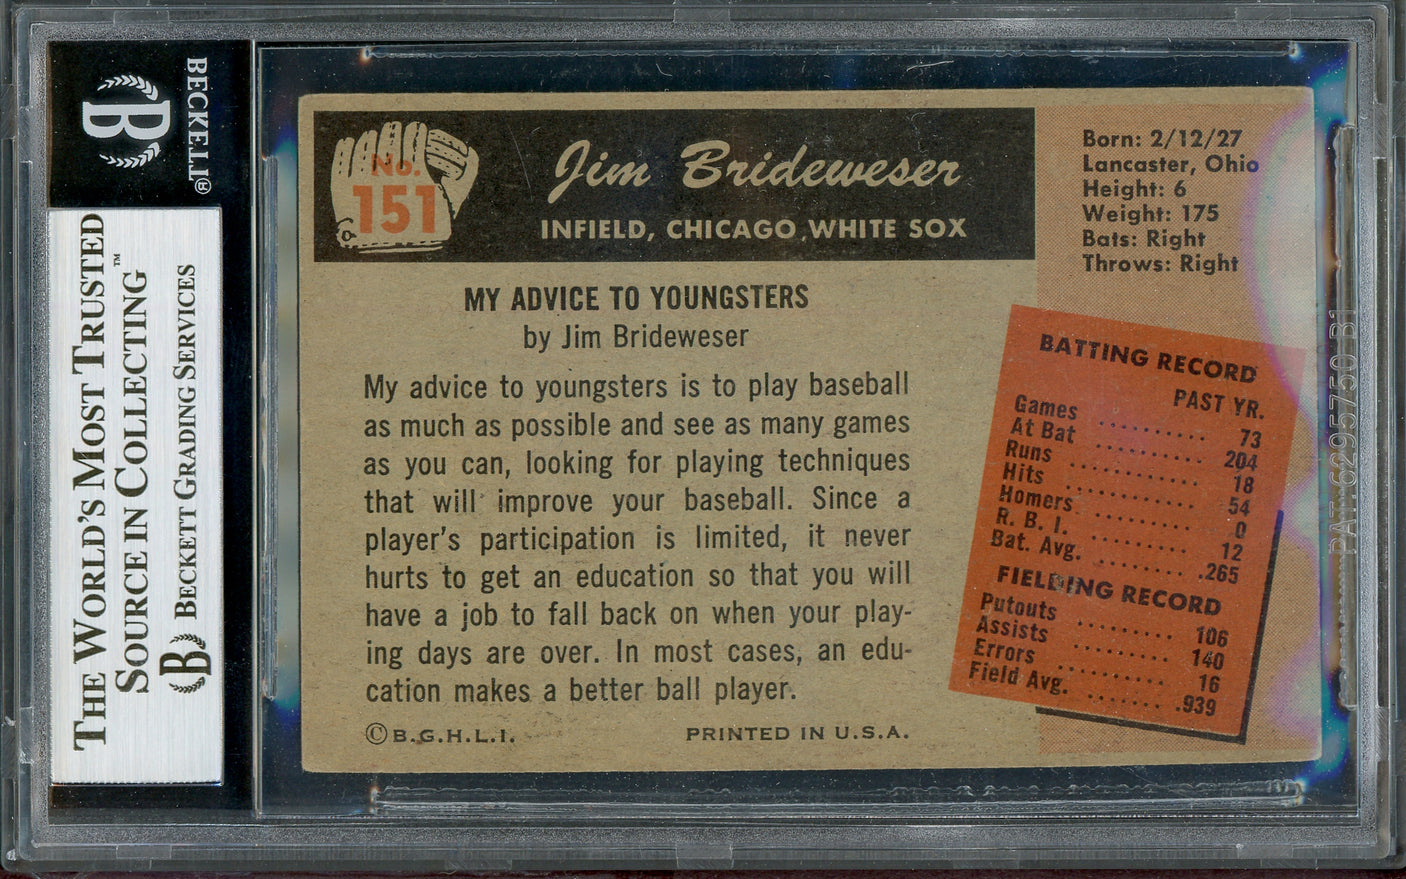 BECKETT®
B
THE WORLD'S MOST TRUSTED
SOURCE IN COLLECTING™
B BECKETT GRADING SERVICES
No.
151
Jim Brideweser
INFIELD, CHICAGO WHITE SOX
Born: 2/12/27
Lancaster, Ohio
Height: 6
Weight: 175
Bats: Right
Throws: Right
MY ADVICE TO YOUNGSTERS
by Jim Brideweser
My advice to youngsters is to play baseball
as much as possible and see as many games
as you can, looking for playing techniques
that will improve your baseball. Since a
player's participation is limited, it never
hurts to get an education so that you will
have a job to fall back on when your play-
ing days are over. In most cases, an edu-
cation makes a better ball player.
©B.G.H.L.I. PRINTED IN U.S.A.
BATTING RECORD
PAST YR.
Games .......... 73
At Bat .......... 204
Runs .......... 18
Hits .......... 54
Homers .......... 0
R. B. I. .......... 12
Bat. Avg. .......... .265
FIELDING RECORD
Putouts .......... 106
Assists .......... 140
Errors .......... 16
Field Avg. ....... .939
PAT. 6295750 B1